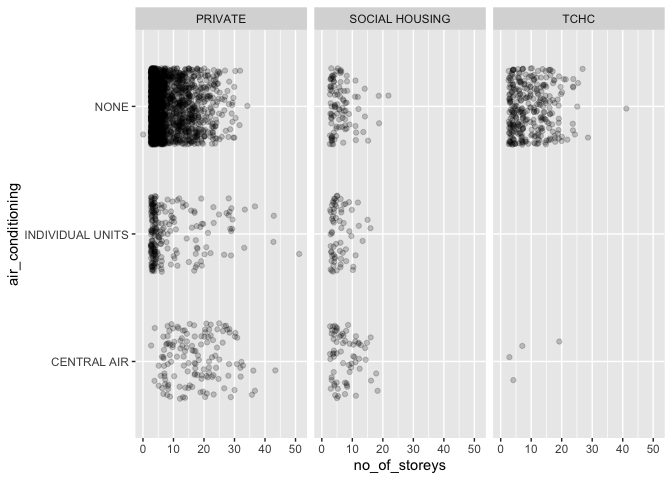 PRIVATE SOCIAL HOUSING TCHC
NONE
INDIVIDUAL UNITS
CENTRAL AIR
air_conditioning
0 10 20 30 40 50 0 10 20 30 40 50 0 10 20 30 40 50
no_of_storeys